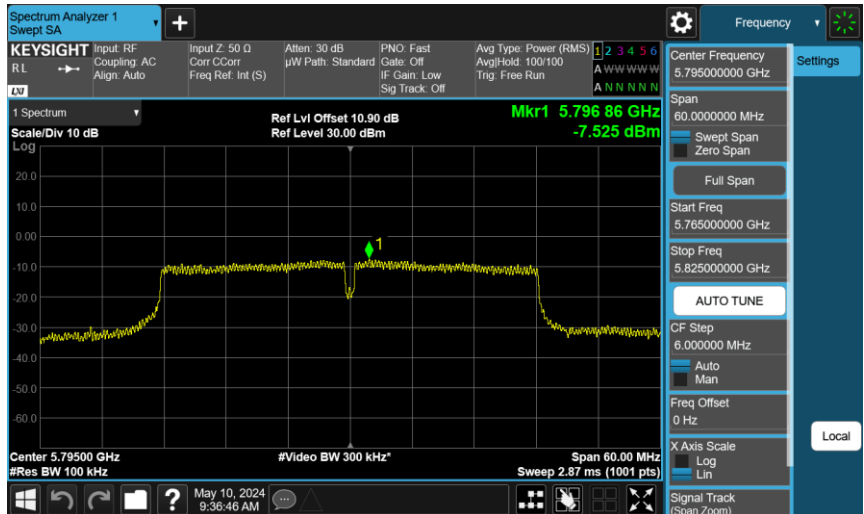 Spectrum Analyzer 1
Swept SA
Frequency
KEYSIGHT
RL
LXI
Input: RF
Coupling: AC
Align: Auto
Input Z: 50 Ω
Corr CCorr
Freq Ref: Int (S)
Atten: 30 dB
µW Path: Standard
PNO: Fast
Gate: Off
IF Gain: Low
Sig Track: Off
Avg Type: Power (RMS)
Avg|Hold: 100/100
Trig: Free Run
1 2 3 4 5 6
A W W W W W
A N N N N N
1 Spectrum
Scale/Div 10 dB
Ref Lvl Offset 10.90 dB
Ref Level 30.00 dBm
Mkr1 5.796 86 GHz
-7.525 dBm
Log
20.0
10.0
0.00
-10.0
-20.0
-30.0
-40.0
-50.0
-60.0
1
Center 5.79500 GHz
#Res BW 100 kHz
#Video BW 300 kHz*
Span 60.00 MHz
Sweep 2.87 ms (1001 pts)
May 10, 2024
9:36:46 AM
?
Center Frequency
5.795000000 GHz
Span
60.0000000 MHz
Swept Span
Zero Span
Full Span
Start Freq
5.765000000 GHz
Stop Freq
5.825000000 GHz
AUTO TUNE
CF Step
6.000000 MHz
Auto
Man
Freq Offset
0 Hz
X Axis Scale
Log
Lin
Signal Track
(Span Zoom)
Settings
Local